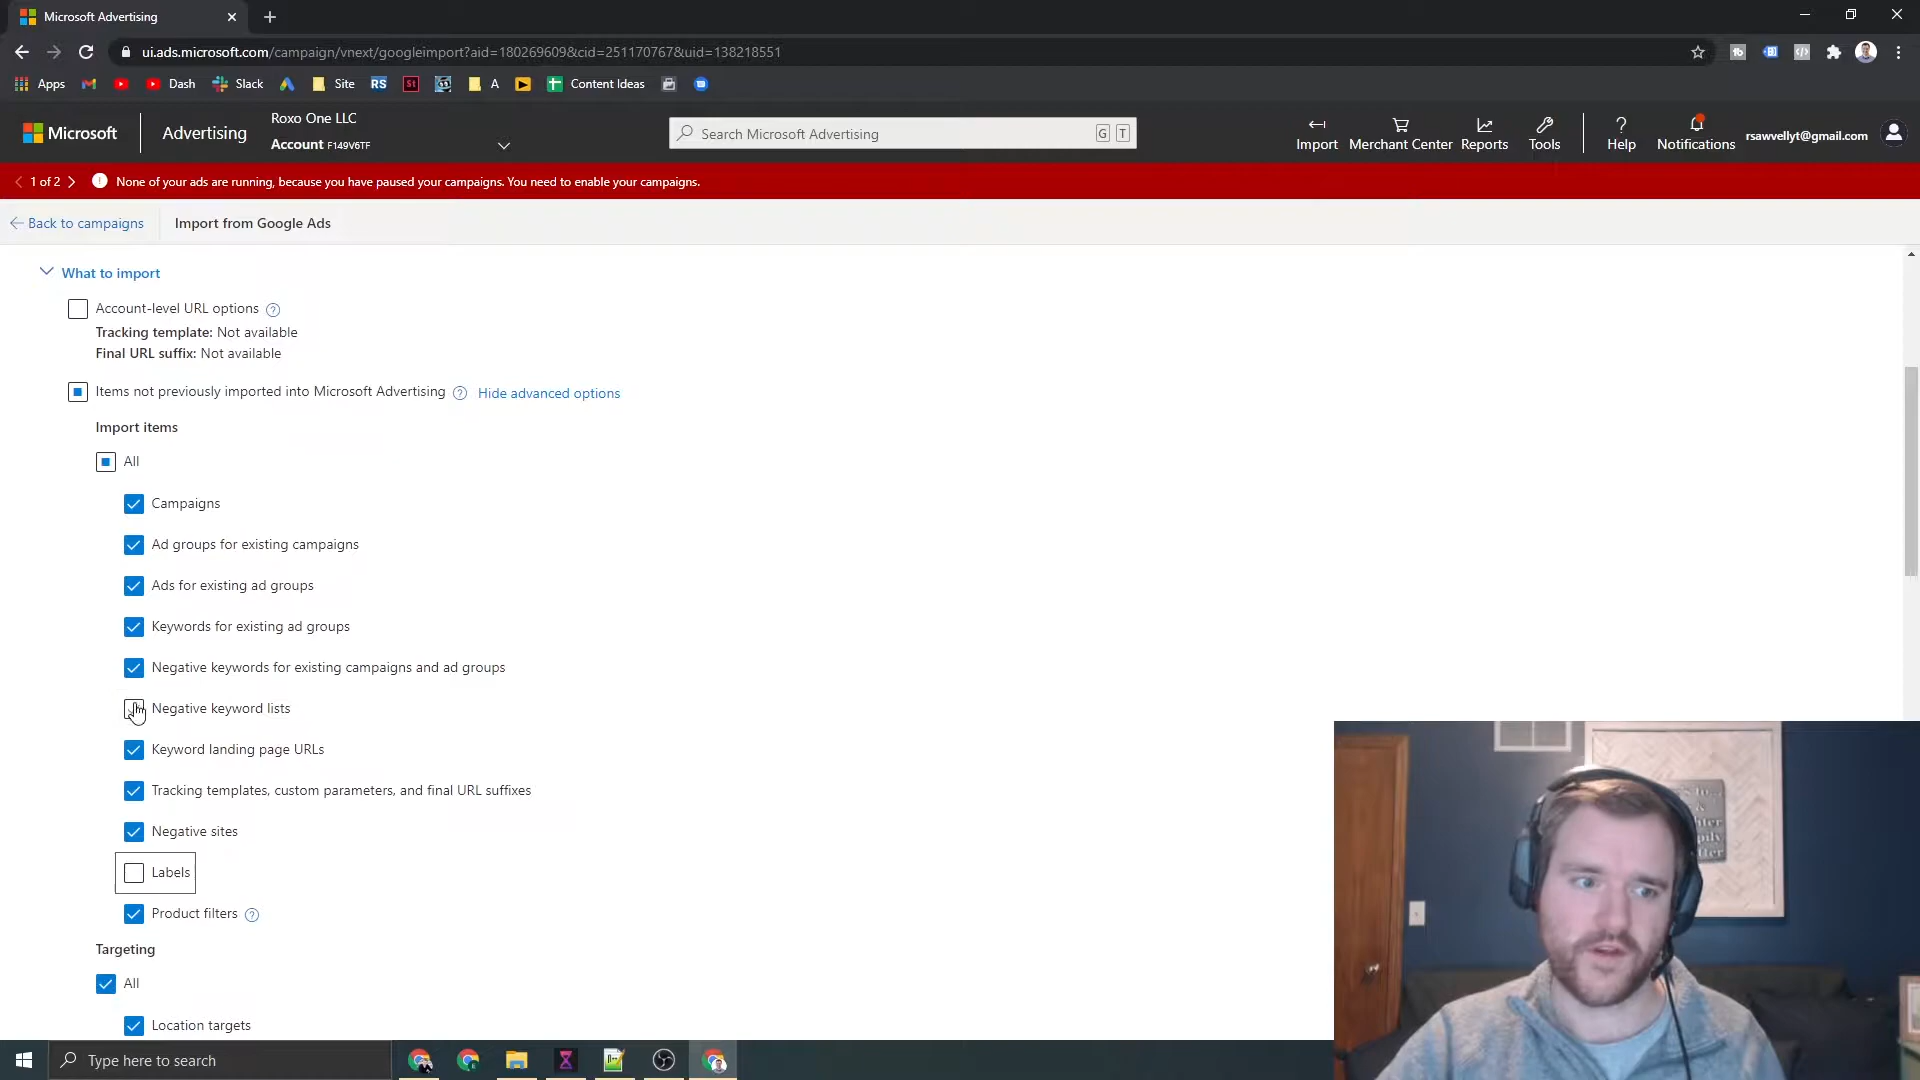 Microsoft Advertising
ui.ads.microsoft.com/campaign/vnext/googleimport?aid=180269609&cid=251170767&uid=138218551
Apps Dash Slack Site RS St A Content Ideas
Microsoft Advertising
Roxo One LLC
Account F149V6TF
Search Microsoft Advertising G T
Import Merchant Center Reports Tools Help Notifications rsawvellyt@gmail.com
1 of 2 None of your ads are running, because you have paused your campaigns. You need to enable your campaigns.
Back to campaigns Import from Google Ads
What to import
Account-level URL options
Tracking template: Not available
Final URL suffix: Not available
Items not previously imported into Microsoft Advertising Hide advanced options
Import items
All
Campaigns
Ad groups for existing campaigns
Ads for existing ad groups
Keywords for existing ad groups
Negative keywords for existing campaigns and ad groups
Negative keyword lists
Keyword landing page URLs
Tracking templates, custom parameters, and final URL suffixes
Negative sites
Labels
Product filters
Targeting
All
Location targets
Type here to search